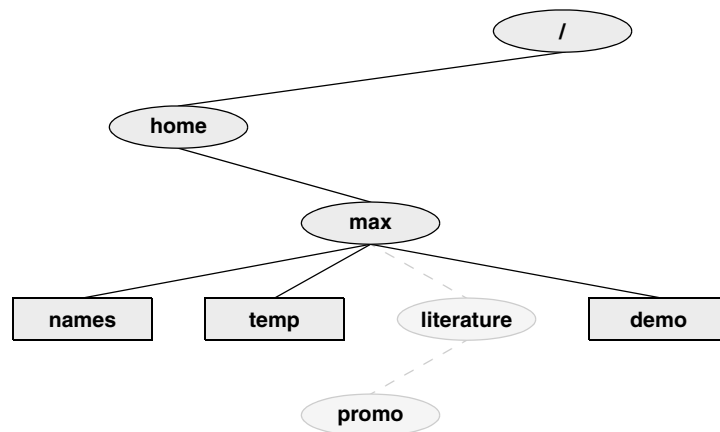 /
home
max
names
temp
literature
demo
promo